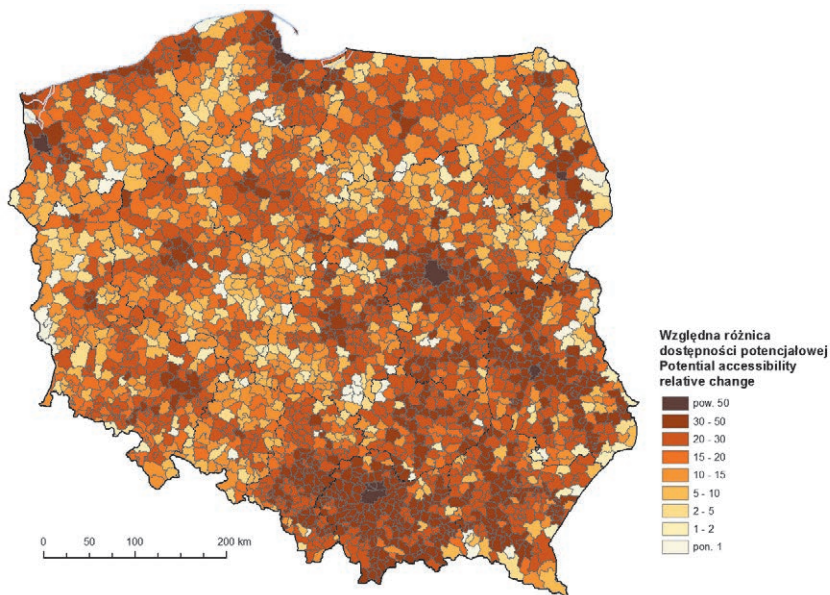 Względna różnica
dostępności potencjałowej
Potential accessibility
relative change
pow. 50
30 - 50
20 - 30
15 - 20
10 - 15
5 - 10
2 - 5
1 - 2
pon. 1
0 50 100 200 km